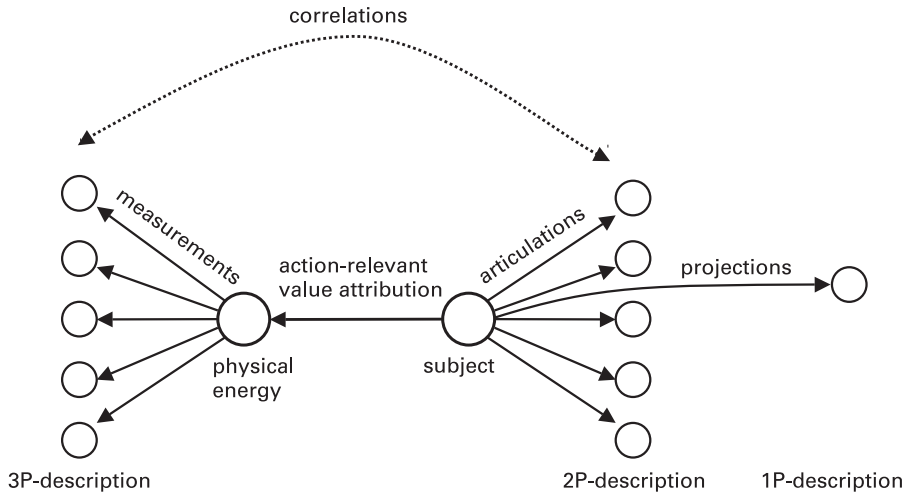 correlations
measurements
articulations
action-relevant
value attribution
projections
physical
energy
subject
3P-description
2P-description
1P-description